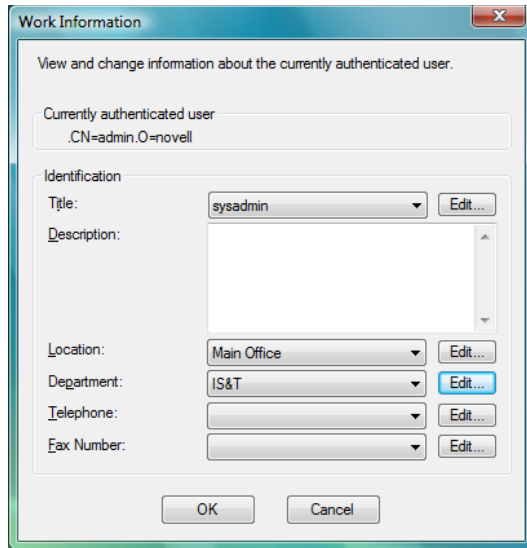 Work Information
View and change information about the currently authenticated user.
Currently authenticated user
.CN=admin.O=novell
Identification
Title: sysadmin Edit...
Description:
Location: Main Office Edit...
Department: IS&T Edit...
Telephone: Edit...
Fax Number: Edit...
OK Cancel